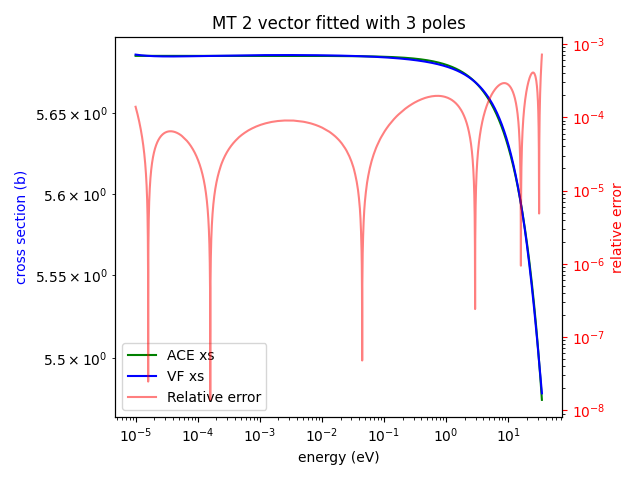 MT 2 vector fitted with 3 poles
cross section (b)
5.65 × 10⁰
5.6 × 10⁰
5.55 × 10⁰
5.5 × 10⁰
10⁻³
10⁻⁴
10⁻⁵
10⁻⁶
10⁻⁷
10⁻⁸
relative error
ACE xs
VF xs
Relative error
10⁻⁵ 10⁻⁴ 10⁻³ 10⁻² 10⁻¹ 10⁰ 10¹
energy (eV)